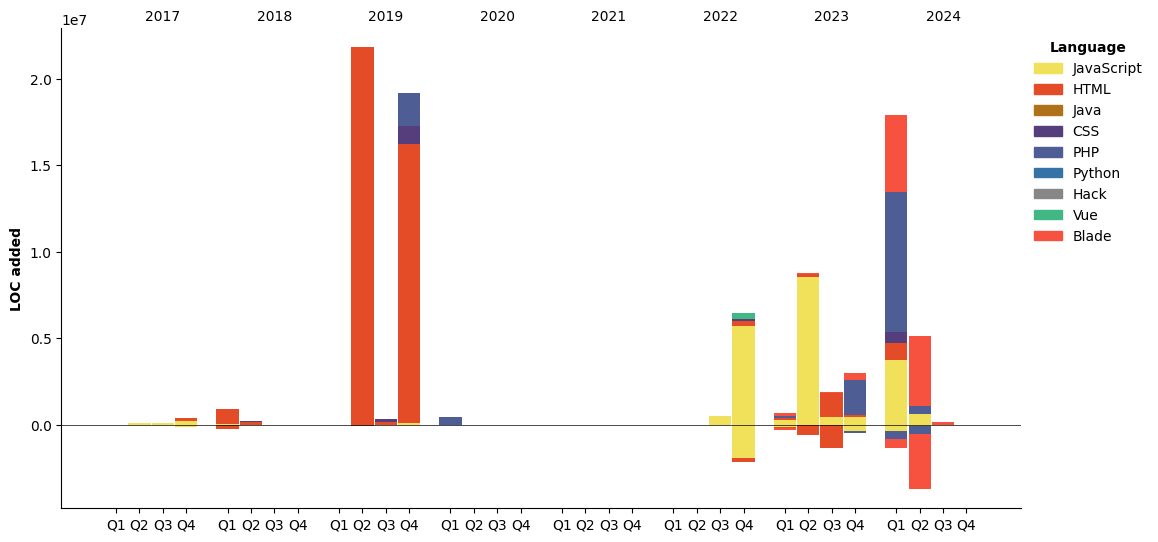 1e7
2017 2018 2019 2020 2021 2022 2023 2024
LOC added
2.0
1.5
1.0
0.5
0.0
Q1 Q2 Q3 Q4 Q1 Q2 Q3 Q4 Q1 Q2 Q3 Q4 Q1 Q2 Q3 Q4 Q1 Q2 Q3 Q4 Q1 Q2 Q3 Q4 Q1 Q2 Q3 Q4 Q1 Q2 Q3 Q4
Language
JavaScript
HTML
Java
CSS
PHP
Python
Hack
Vue
Blade